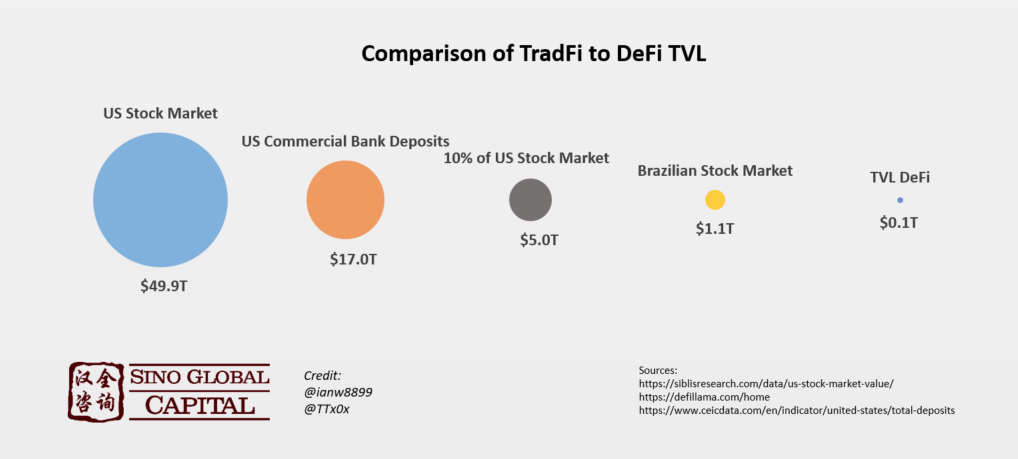 Comparison of TradFi to DeFi TVL
US Stock Market
US Commercial Bank Deposits
10% of US Stock Market
Brazilian Stock Market
TVL DeFi
$49.9T
$17.0T
$5.0T
$1.1T
$0.1T
汉全
咨询
SINO GLOBAL
CAPITAL
Credit:
@ianw8899
@TTx0x
Sources:
https://siblisresearch.com/data/us-stock-market-value/
https://defillama.com/home
https://www.ceicdata.com/en/indicator/united-states/total-deposits